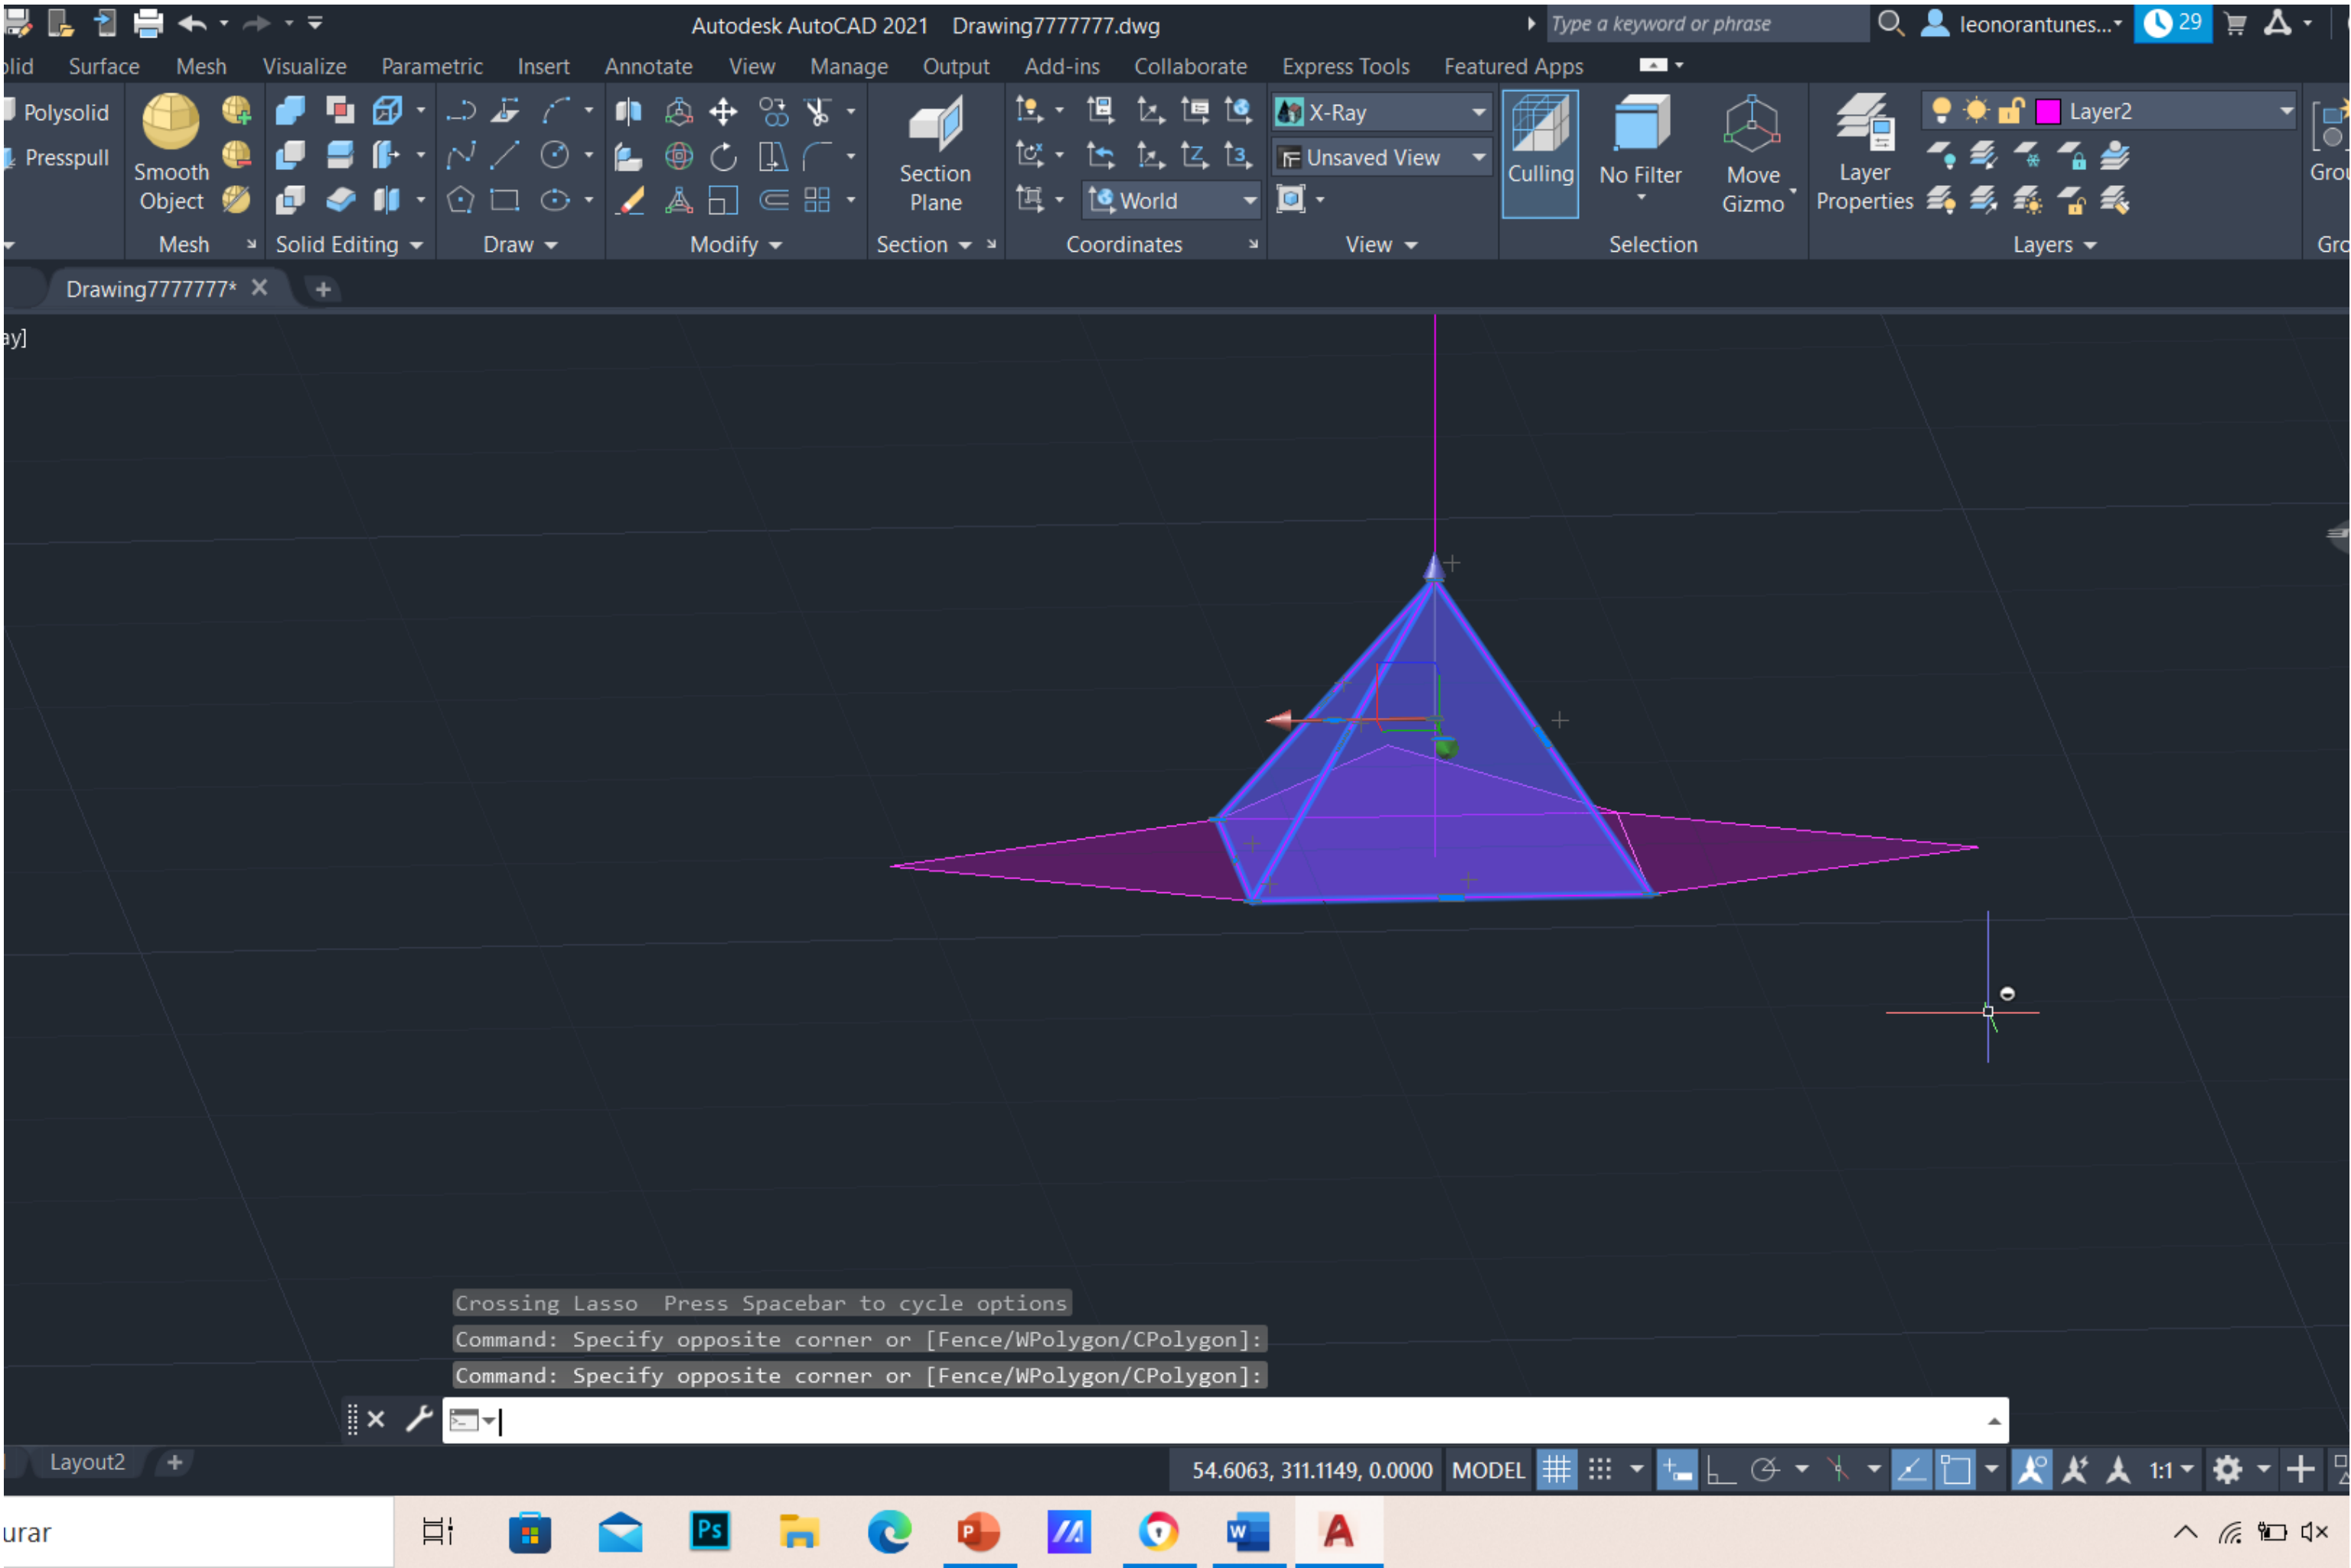 Autodesk AutoCAD 2021 Drawing7777777.dwg Type a keyword or phrase leonorantunes... 29
olid Surface Mesh Visualize Parametric Insert Annotate View Manage Output Add-ins Collaborate Express Tools Featured Apps
Polysolid X-Ray Layer2
Presspull Smooth Object Section Plane Unsaved View Culling No Filter Move Gizmo Layer Properties Grou
World
Mesh Solid Editing Draw Modify Section Coordinates View Selection Layers Gro
Drawing7777777* × +
ay]
Crossing Lasso Press Spacebar to cycle options
Command: Specify opposite corner or [Fence/WPolygon/CPolygon]:
Command: Specify opposite corner or [Fence/WPolygon/CPolygon]:
Layout2 + 54.6063, 311.1149, 0.0000 MODEL 1:1
urar Ps P W A